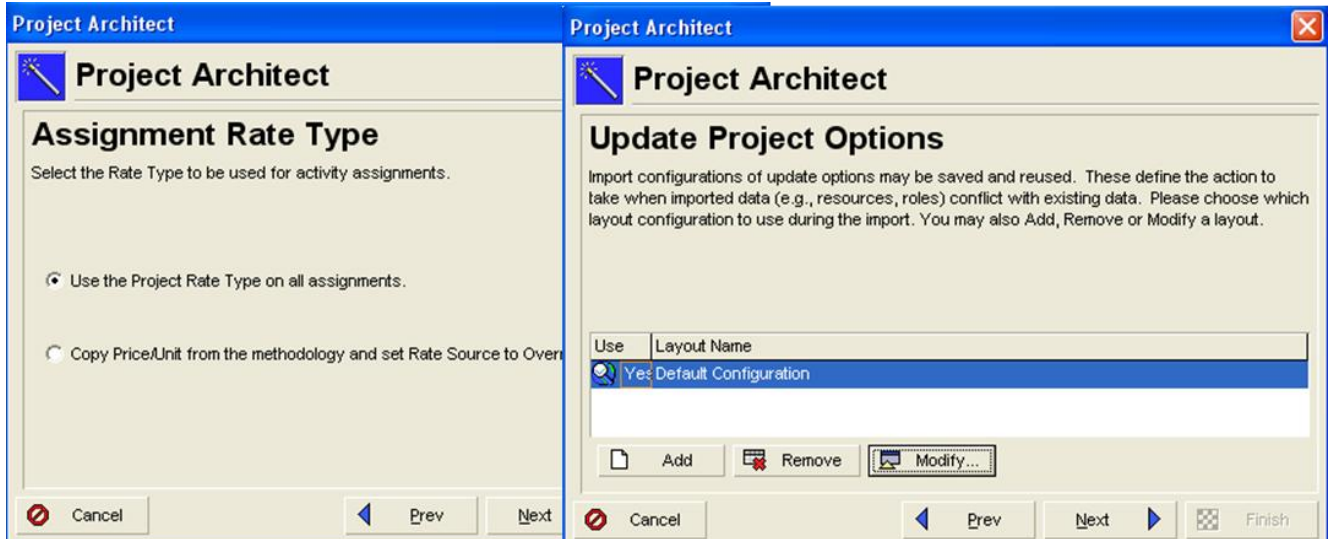 Project Architect
Project Architect
Assignment Rate Type
Select the Rate Type to be used for activity assignments.
Use the Project Rate Type on all assignments.
Copy Price/Unit from the methodology and set Rate Source to Overr
Cancel
Prev
Next
Project Architect
Project Architect
Update Project Options
Import configurations of update options may be saved and reused. These define the action to
take when imported data (e.g., resources, roles) conflict with existing data. Please choose which
layout configuration to use during the import. You may also Add, Remove or Modify a layout.
Use Layout Name
Yes Default Configuration
Add Remove Modify...
Cancel Prev Next Finish